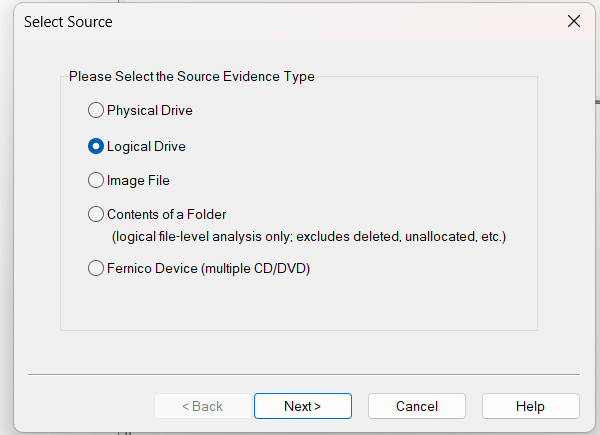 Select Source
Please Select the Source Evidence Type
Physical Drive
Logical Drive
Image File
Contents of a Folder
(logical file-level analysis only; excludes deleted, unallocated, etc.)
Fernico Device (multiple CD/DVD)
< Back Next > Cancel Help